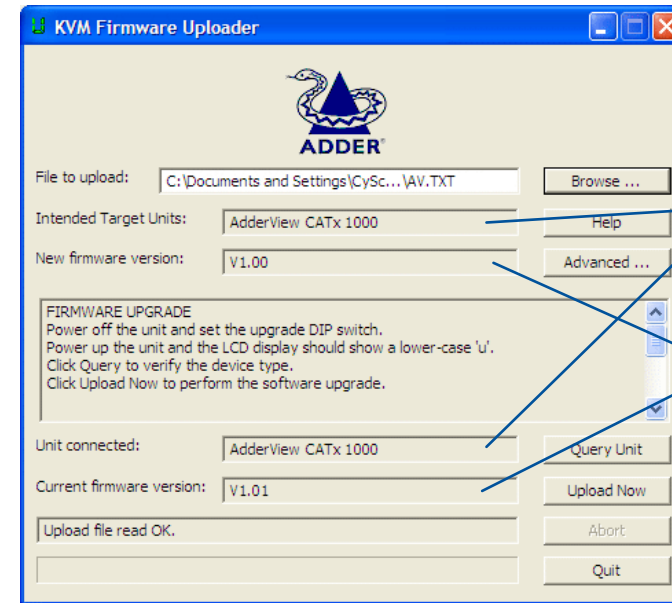 KVM Firmware Uploader
ADDER®
File to upload: C:\Documents and Settings\CySc...\AV.TXT Browse ...
Intended Target Units: AdderView CATx 1000 Help
New firmware version: V1.00 Advanced ...
FIRMWARE UPGRADE
Power off the unit and set the upgrade DIP switch.
Power up the unit and the LCD display should show a lower-case 'u'.
Click Query to verify the device type.
Click Upload Now to perform the software upgrade.
Unit connected: AdderView CATx 1000 Query Unit
Current firmware version: V1.01 Upload Now
Upload file read OK. Abort
Quit